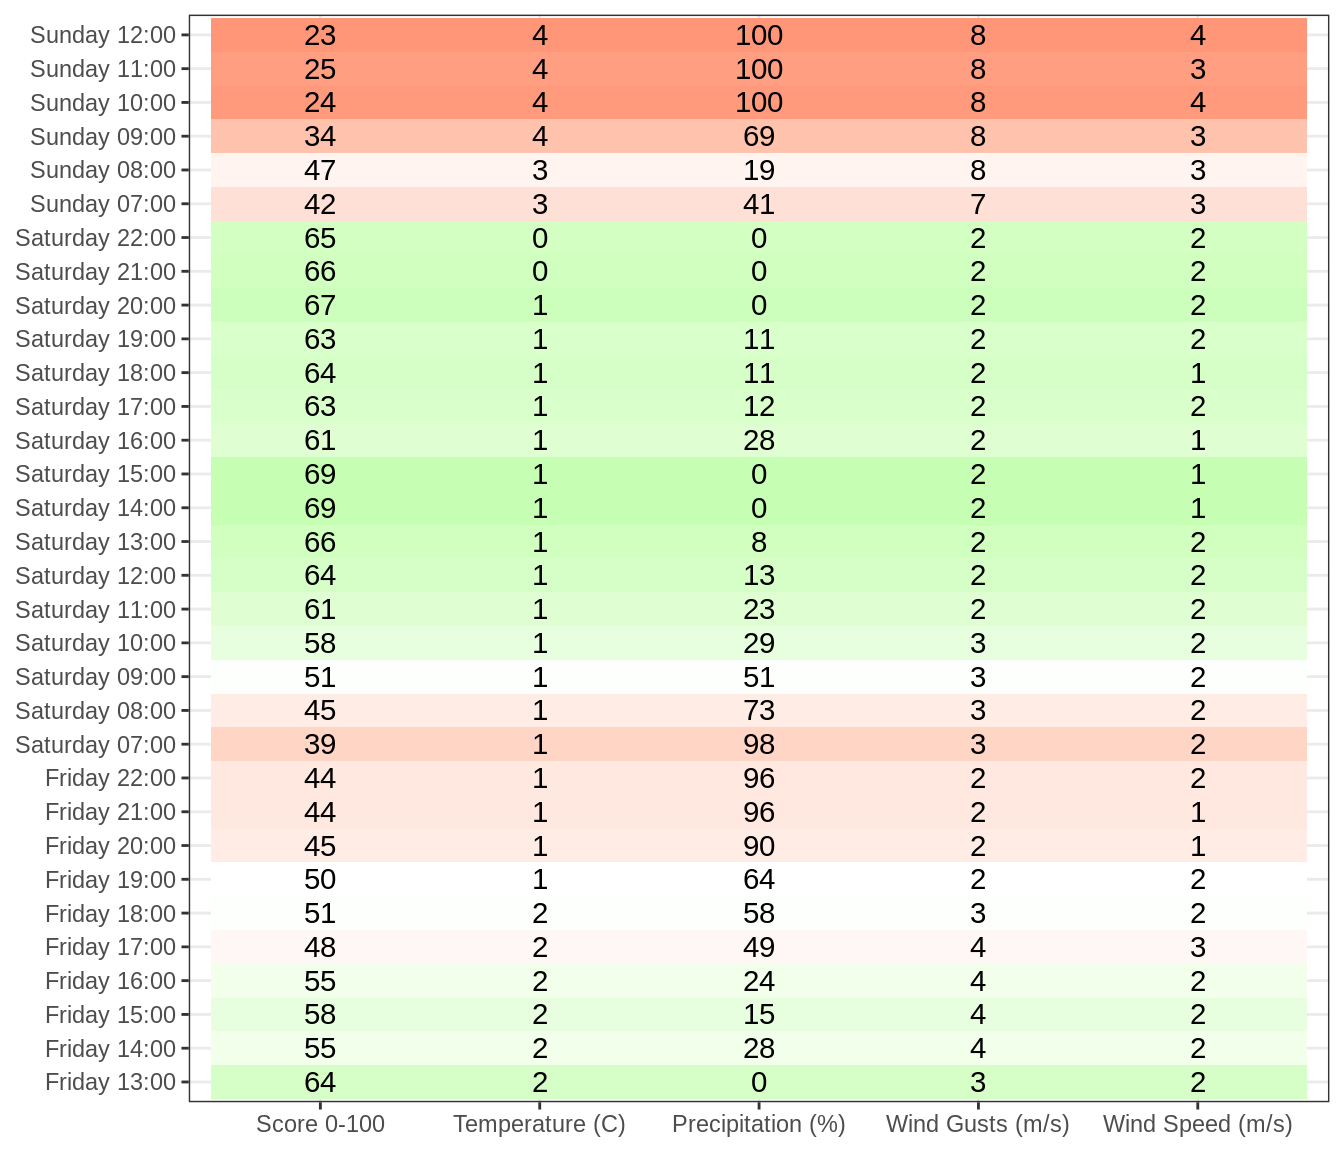 Sunday 12:00 23 4 100 8 4
Sunday 11:00 25 4 100 8 3
Sunday 10:00 24 4 100 8 4
Sunday 09:00 34 4 69 8 3
Sunday 08:00 47 3 19 8 3
Sunday 07:00 42 3 41 7 3
Saturday 22:00 65 0 0 2 2
Saturday 21:00 66 0 0 2 2
Saturday 20:00 67 1 0 2 2
Saturday 19:00 63 1 11 2 2
Saturday 18:00 64 1 11 2 1
Saturday 17:00 63 1 12 2 2
Saturday 16:00 61 1 28 2 1
Saturday 15:00 69 1 0 2 1
Saturday 14:00 69 1 0 2 1
Saturday 13:00 66 1 8 2 2
Saturday 12:00 64 1 13 2 2
Saturday 11:00 61 1 23 2 2
Saturday 10:00 58 1 29 3 2
Saturday 09:00 51 1 51 3 2
Saturday 08:00 45 1 73 3 2
Saturday 07:00 39 1 98 3 2
Friday 22:00 44 1 96 2 2
Friday 21:00 44 1 96 2 1
Friday 20:00 45 1 90 2 1
Friday 19:00 50 1 64 2 2
Friday 18:00 51 2 58 3 2
Friday 17:00 48 2 49 4 3
Friday 16:00 55 2 24 4 2
Friday 15:00 58 2 15 4 2
Friday 14:00 55 2 28 4 2
Friday 13:00 64 2 0 3 2
Score 0-100 Temperature (C) Precipitation (%) Wind Gusts (m/s) Wind Speed (m/s)